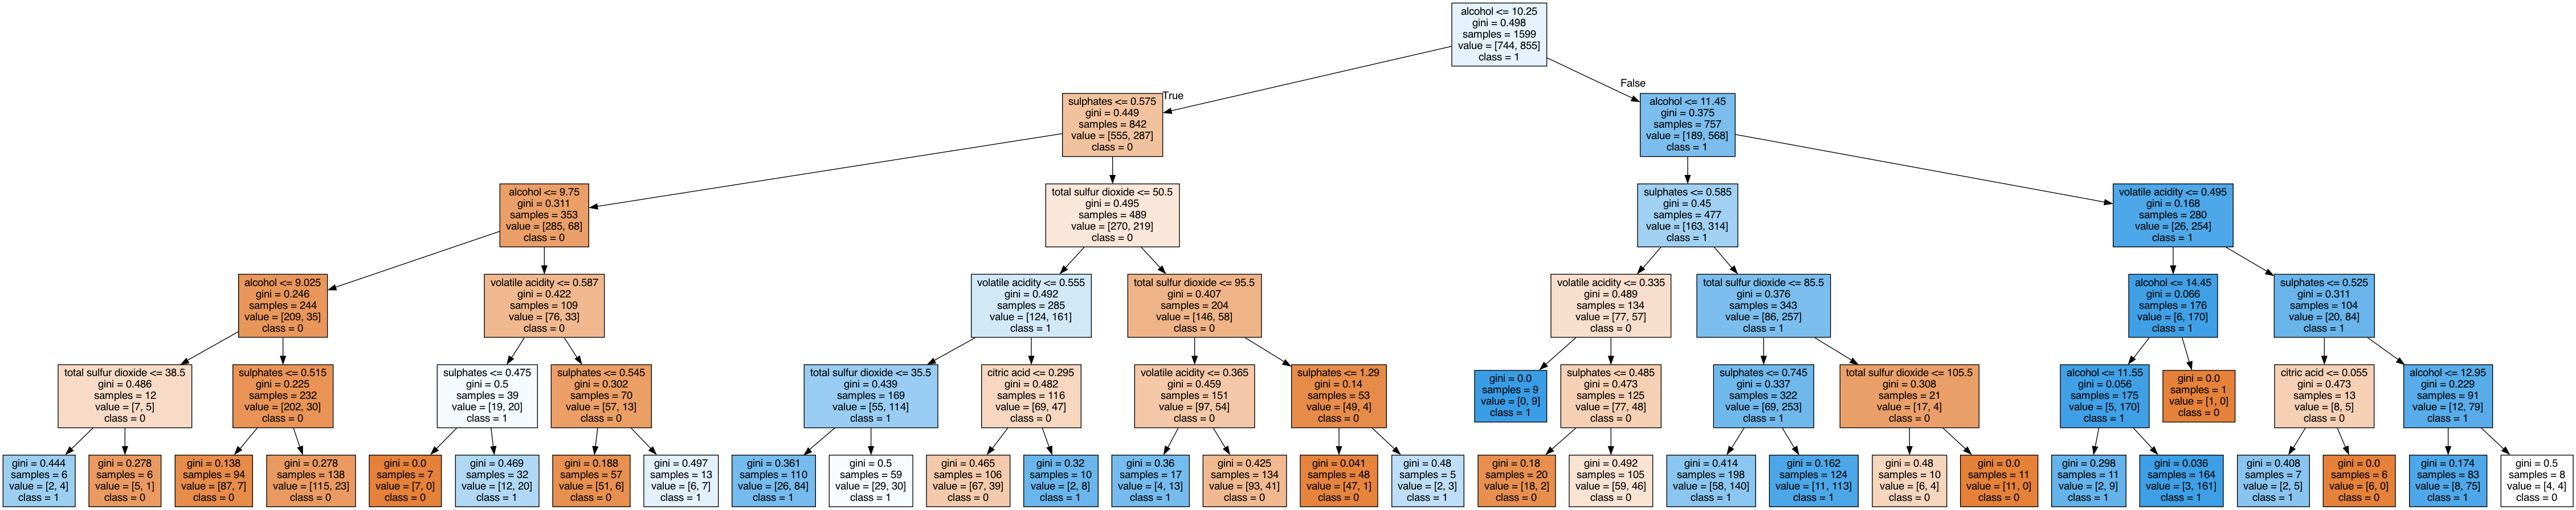 alcohol <= 10.25
gini = 0.498
samples = 1599
value = [744, 855]
class = 1
True
False
sulphates <= 0.575
gini = 0.449
samples = 842
value = [555, 287]
class = 0
alcohol <= 11.45
gini = 0.375
samples = 757
value = [189, 568]
class = 1
alcohol <= 9.75
gini = 0.311
samples = 353
value = [285, 68]
class = 0
total sulfur dioxide <= 50.5
gini = 0.495
samples = 489
value = [270, 219]
class = 0
sulphates <= 0.585
gini = 0.45
samples = 477
value = [163, 314]
class = 1
volatile acidity <= 0.495
gini = 0.168
samples = 280
value = [26, 254]
class = 1
alcohol <= 9.025
gini = 0.246
samples = 244
value = [209, 35]
class = 0
volatile acidity <= 0.587
gini = 0.422
samples = 109
value = [76, 33]
class = 0
volatile acidity <= 0.555
gini = 0.492
samples = 285
value = [124, 161]
class = 1
total sulfur dioxide <= 95.5
gini = 0.407
samples = 204
value = [146, 58]
class = 0
volatile acidity <= 0.335
gini = 0.489
samples = 134
value = [77, 57]
class = 0
total sulfur dioxide <= 85.5
gini = 0.376
samples = 343
value = [86, 257]
class = 1
alcohol <= 14.45
gini = 0.066
samples = 176
value = [6, 170]
class = 1
sulphates <= 0.525
gini = 0.311
samples = 104
value = [20, 84]
class = 1
total sulfur dioxide <= 38.5
gini = 0.486
samples = 12
value = [7, 5]
class = 0
sulphates <= 0.515
gini = 0.225
samples = 232
value = [202, 30]
class = 0
sulphates <= 0.475
gini = 0.5
samples = 39
value = [19, 20]
class = 1
sulphates <= 0.545
gini = 0.302
samples = 70
value = [57, 13]
class = 0
total sulfur dioxide <= 35.5
gini = 0.439
samples = 169
value = [55, 114]
class = 1
citric acid <= 0.295
gini = 0.482
samples = 116
value = [69, 47]
class = 0
volatile acidity <= 0.365
gini = 0.459
samples = 151
value = [97, 54]
class = 0
sulphates <= 1.29
gini = 0.14
samples = 53
value = [49, 4]
class = 0
gini = 0.0
samples = 9
value = [0, 9]
class = 1
sulphates <= 0.485
gini = 0.473
samples = 125
value = [77, 48]
class = 0
sulphates <= 0.745
gini = 0.337
samples = 322
value = [69, 253]
class = 1
total sulfur dioxide <= 105.5
gini = 0.308
samples = 21
value = [17, 4]
class = 0
alcohol <= 11.55
gini = 0.056
samples = 175
value = [5, 170]
class = 1
gini = 0.0
samples = 1
value = [1, 0]
class = 0
citric acid <= 0.055
gini = 0.473
samples = 13
value = [8, 5]
class = 0
alcohol <= 12.95
gini = 0.229
samples = 91
value = [12, 79]
class = 1
gini = 0.444
samples = 6
value = [2, 4]
class = 1
gini = 0.278
samples = 6
value = [5, 1]
class = 0
gini = 0.138
samples = 94
value = [87, 7]
class = 0
gini = 0.278
samples = 138
value = [115, 23]
class = 0
gini = 0.0
samples = 7
value = [7, 0]
class = 0
gini = 0.469
samples = 32
value = [12, 20]
class = 1
gini = 0.188
samples = 57
value = [51, 6]
class = 0
gini = 0.497
samples = 13
value = [6, 7]
class = 1
gini = 0.361
samples = 110
value = [26, 84]
class = 1
gini = 0.5
samples = 59
value = [29, 30]
class = 1
gini = 0.465
samples = 106
value = [67, 39]
class = 0
gini = 0.32
samples = 10
value = [2, 8]
class = 1
gini = 0.36
samples = 17
value = [4, 13]
class = 1
gini = 0.425
samples = 134
value = [93, 41]
class = 0
gini = 0.041
samples = 48
value = [47, 1]
class = 0
gini = 0.48
samples = 5
value = [2, 3]
class = 1
gini = 0.18
samples = 20
value = [18, 2]
class = 0
gini = 0.492
samples = 105
value = [59, 46]
class = 0
gini = 0.414
samples = 198
value = [58, 140]
class = 1
gini = 0.162
samples = 124
value = [11, 113]
class = 1
gini = 0.48
samples = 10
value = [6, 4]
class = 0
gini = 0.0
samples = 11
value = [11, 0]
class = 0
gini = 0.298
samples = 11
value = [2, 9]
class = 1
gini = 0.036
samples = 164
value = [3, 161]
class = 1
gini = 0.408
samples = 7
value = [2, 5]
class = 1
gini = 0.0
samples = 6
value = [6, 0]
class = 0
gini = 0.174
samples = 83
value = [8, 75]
class = 1
gini = 0.5
samples = 8
value = [4, 4]
class = 0